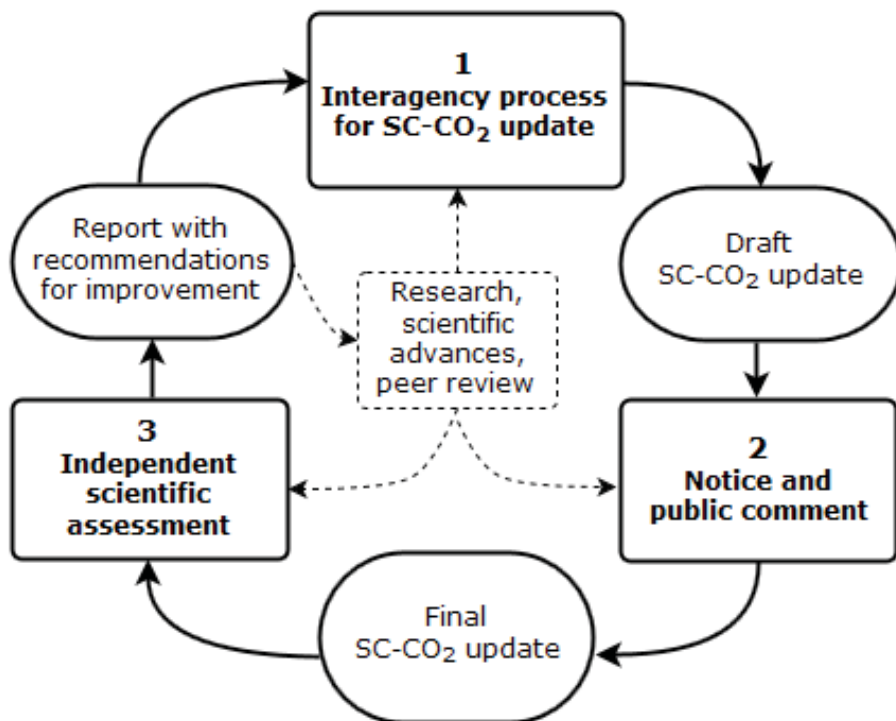 1
Interagency process
for SC-CO₂ update
Draft
SC-CO₂ update
2
Notice and
public comment
Final
SC-CO₂ update
3
Independent
scientific
assessment
Report with
recommendations
for improvement
Research,
scientific
advances,
peer review